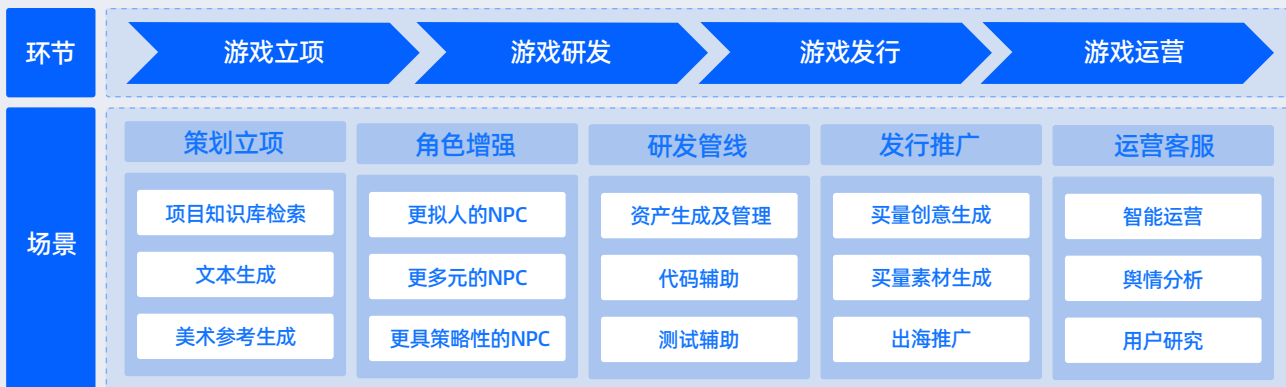 环节
游戏立项
游戏研发
游戏发行
游戏运营
场景
策划立项
项目知识库检索
文本生成
美术参考生成
角色增强
更拟人的NPC
更多元的NPC
更具策略性的NPC
研发管线
资产生成及管理
代码辅助
测试辅助
发行推广
买量创意生成
买量素材生成
出海推广
运营客服
智能运营
舆情分析
用户研究